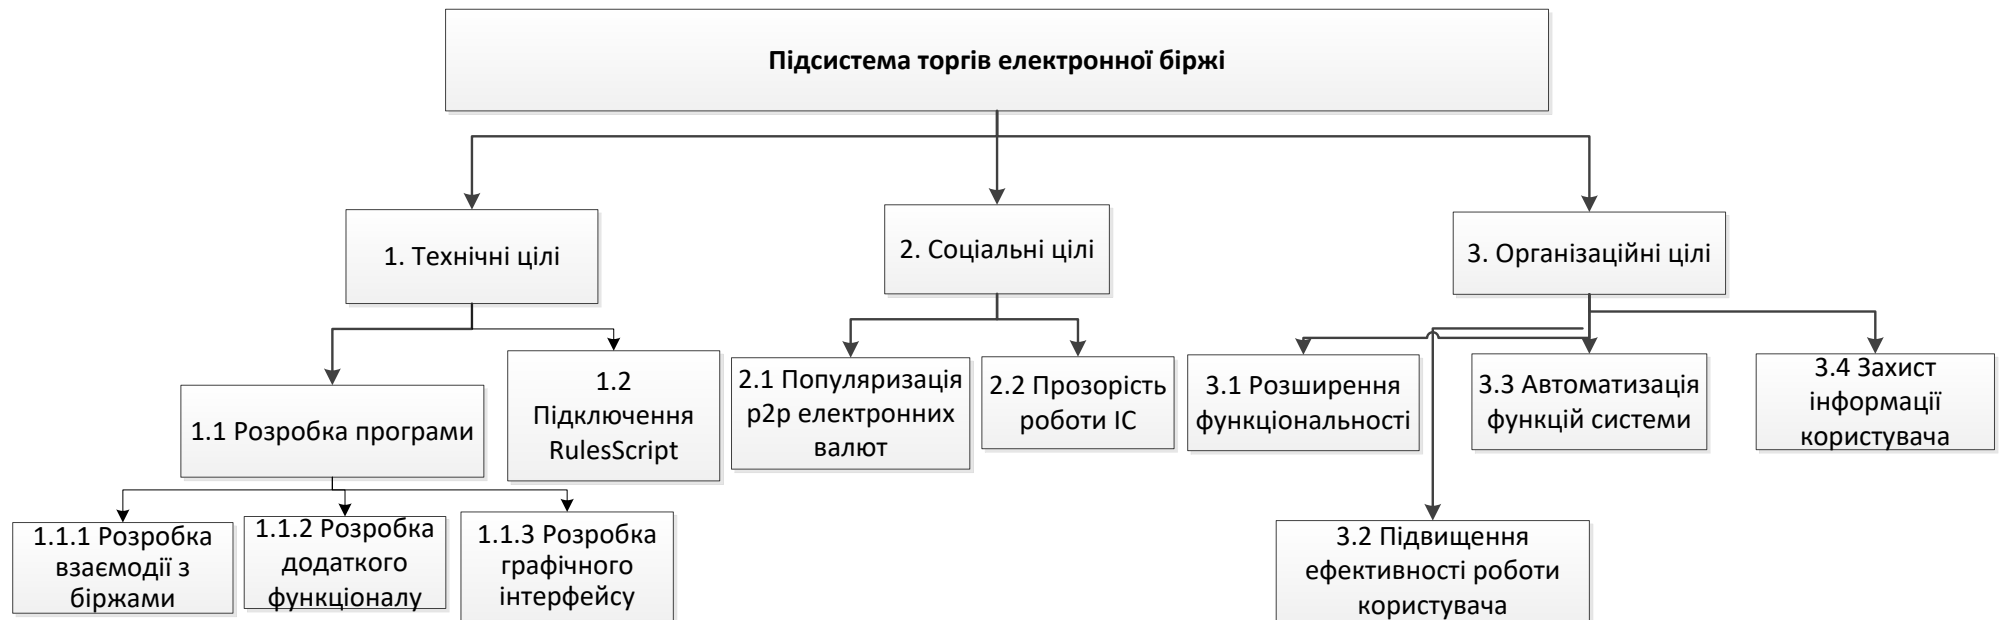 Підсистема торгів електронної біржі
1. Технічні цілі
2. Соціальні цілі
3. Організаційні цілі
1.1 Розробка програми
1.2
Підключення
RulesScript
2.1 Популяризація
p2p електронних
валют
2.2 Прозорість
роботи ІС
3.1 Розширення
функціональності
3.3 Автоматизація
функцій системи
3.4 Захист
інформації
користувача
1.1.1 Розробка
взаємодії з
біржами
1.1.2 Розробка
додаткого
функціоналу
1.1.3 Розробка
графічного
інтерфейсу
3.2 Підвищення
ефективності роботи
користувача